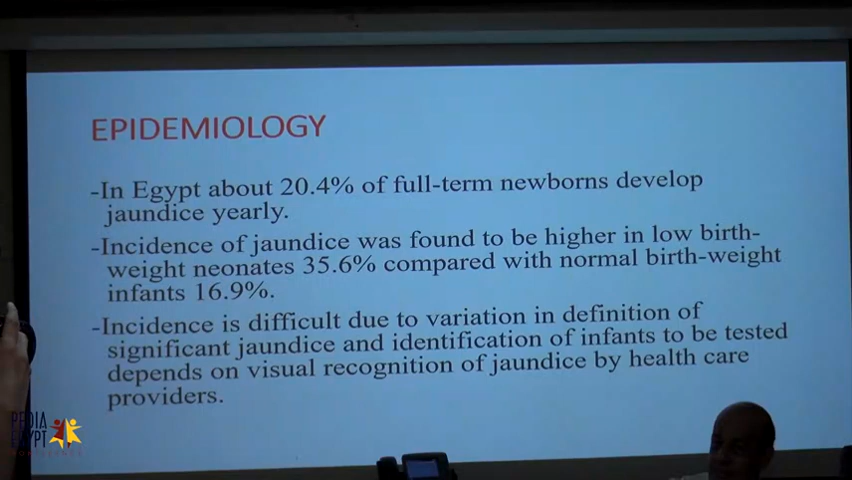 EPIDEMIOLOGY
-In Egypt about 20.4% of full-term newborns develop
jaundice yearly.
-Incidence of jaundice was found to be higher in low birth-
weight neonates 35.6% compared with normal birth-weight
infants 16.9%.
-Incidence is difficult due to variation in definition of
significant jaundice and identification of infants to be tested
depends on visual recognition of jaundice by health care
providers.
PEDIA
EGYPT